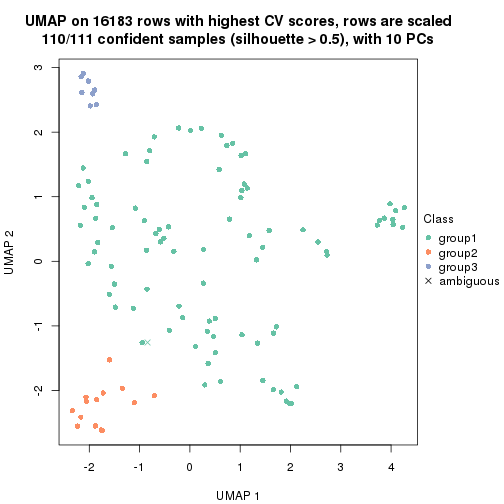 UMAP on 16183 rows with highest CV scores, rows are scaled
110/111 confident samples (silhouette > 0.5), with 10 PCs
3
2
1
0
-1
-2
UMAP 2
-2 -1 0 1 2 3 4
UMAP 1
Class
group1
group2
group3
ambiguous